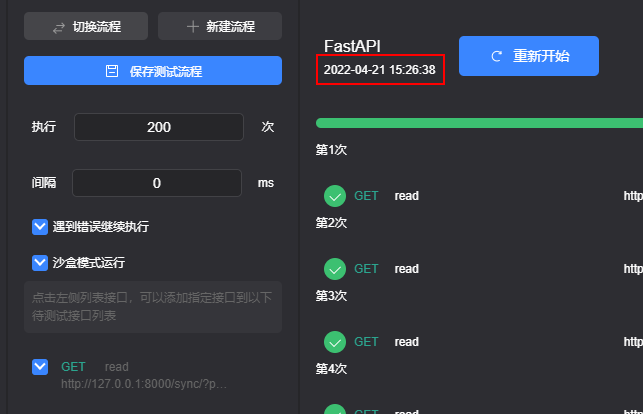 切换流程
新建流程
保存测试流程
执行 200 次
间隔 0 ms
遇到错误继续执行
沙盒模式运行
点击左侧列表接口，可以添加指定接口到以下
待测试接口列表
GET read
http://127.0.0.1:8000/sync/?p...
FastAPI
2022-04-21 15:26:38
重新开始
第1次
GET read http
第2次
GET read http
第3次
GET read http
第4次
GET read http